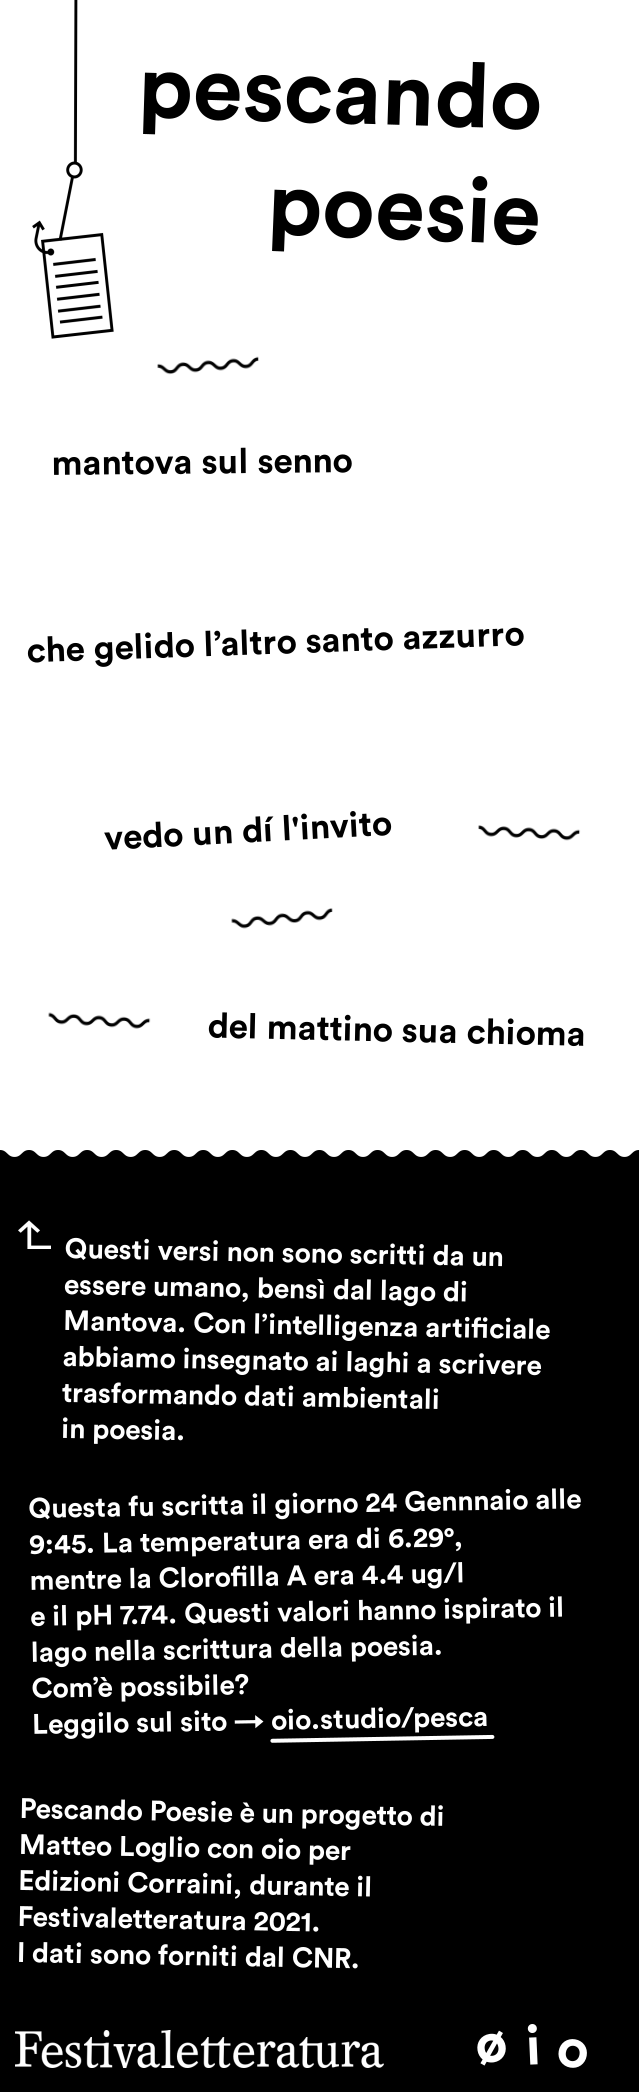 pescando
poesie
mantova sul senno
che gelido l’altro santo azzurro
vedo un dí l'invito
del mattino sua chioma
Questi versi non sono scritti da un
essere umano, bensì dal lago di
Mantova. Con l’intelligenza artificiale
abbiamo insegnato ai laghi a scrivere
trasformando dati ambientali
in poesia.
Questa fu scritta il giorno 24 Gennnaio alle
9:45. La temperatura era di 6.29°,
mentre la Clorofilla A era 4.4 ug/l
e il pH 7.74. Questi valori hanno ispirato il
lago nella scrittura della poesia.
Com’è possibile?
Leggilo sul sito → oio.studio/pesca
Pescando Poesie è un progetto di
Matteo Loglio con oio per
Edizioni Corraini, durante il
Festivaletteratura 2021.
I dati sono forniti dal CNR.
Festivaletteratura ø i o